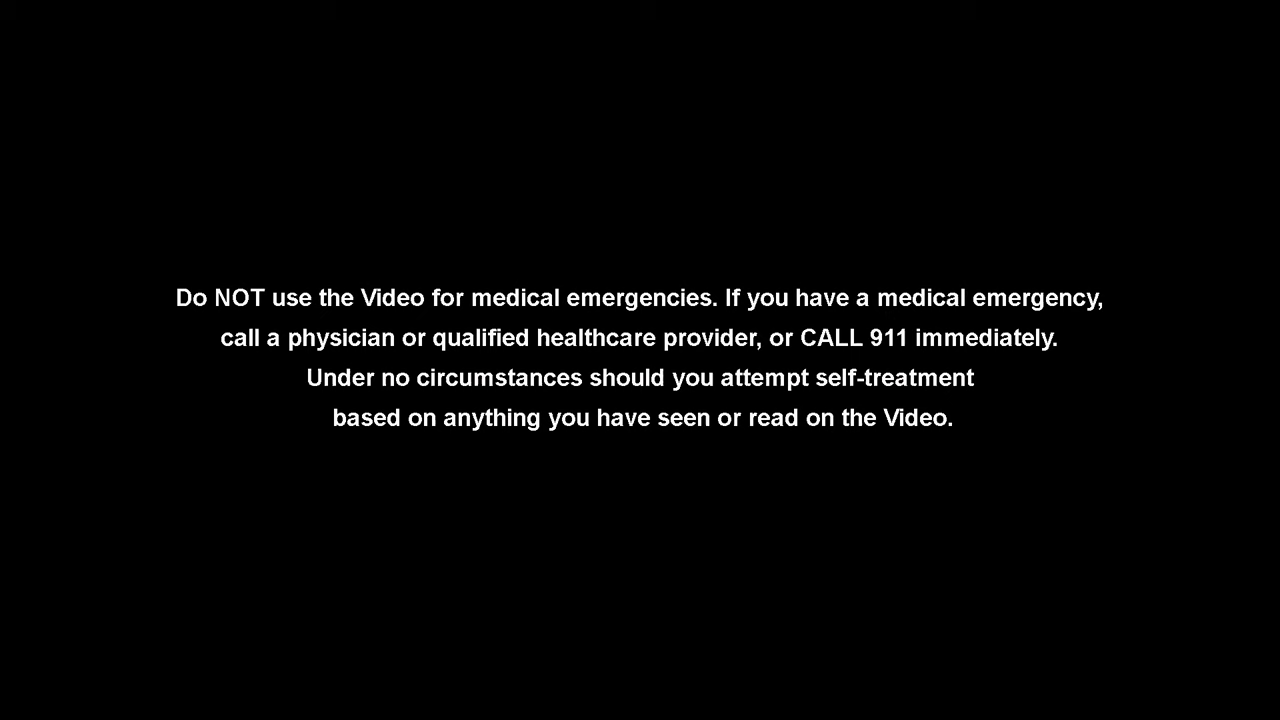 Do NOT use the Video for medical emergencies. If you have a medical emergency,
call a physician or qualified healthcare provider, or CALL 911 immediately.
Under no circumstances should you attempt self-treatment
based on anything you have seen or read on the Video.